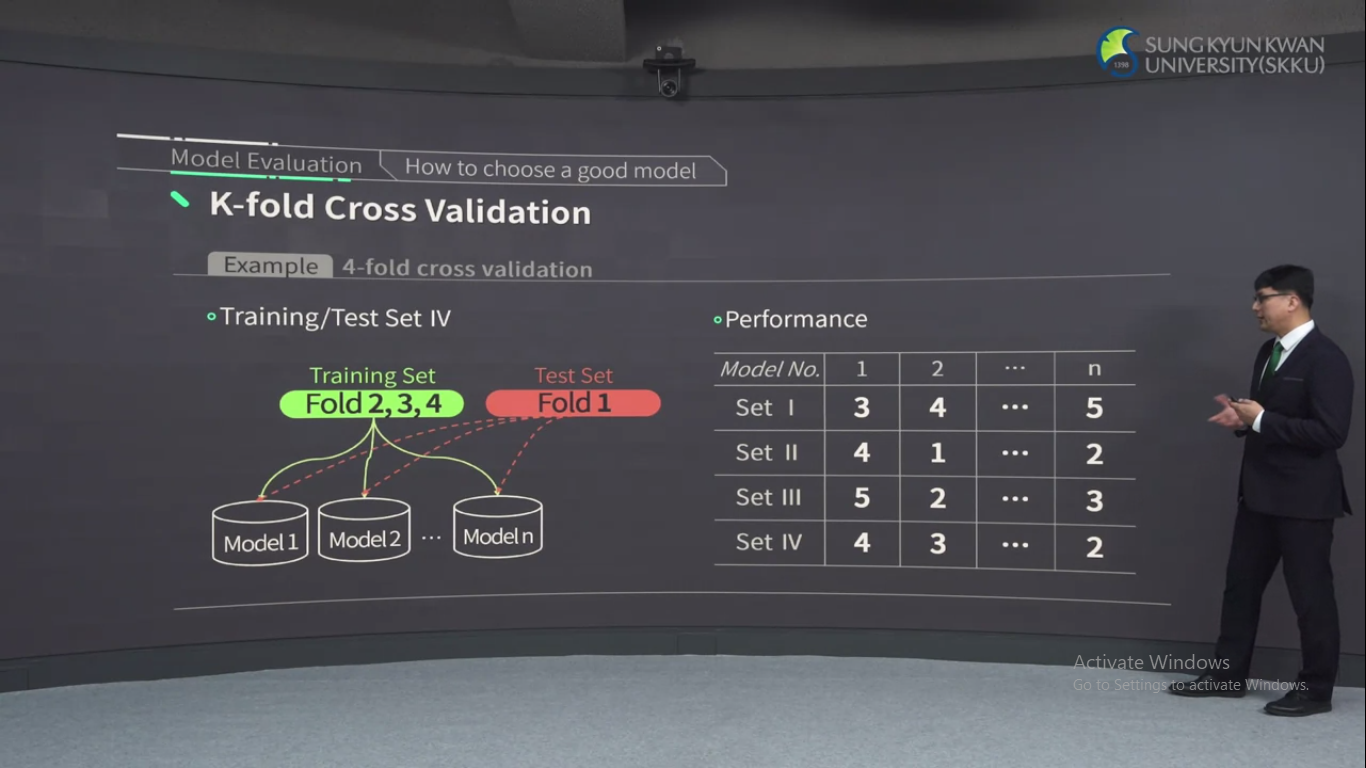 1398
SUNGKYUNKWAN
UNIVERSITY(SKKU)
Model Evaluation
How to choose a good model
K-fold Cross Validation
Example 4-fold cross validation
Training/Test Set Ⅳ
Training Set
Test Set
Fold 2, 3, 4
Fold 1
Model 1
Model 2
...
Model n
Performance
Model No. 1 2 ... n
Set Ⅰ 3 4 ... 5
Set Ⅱ 4 1 ... 2
Set Ⅲ 5 2 ... 3
Set Ⅳ 4 3 ... 2
Activate Windows
Go to Settings to activate Windows.